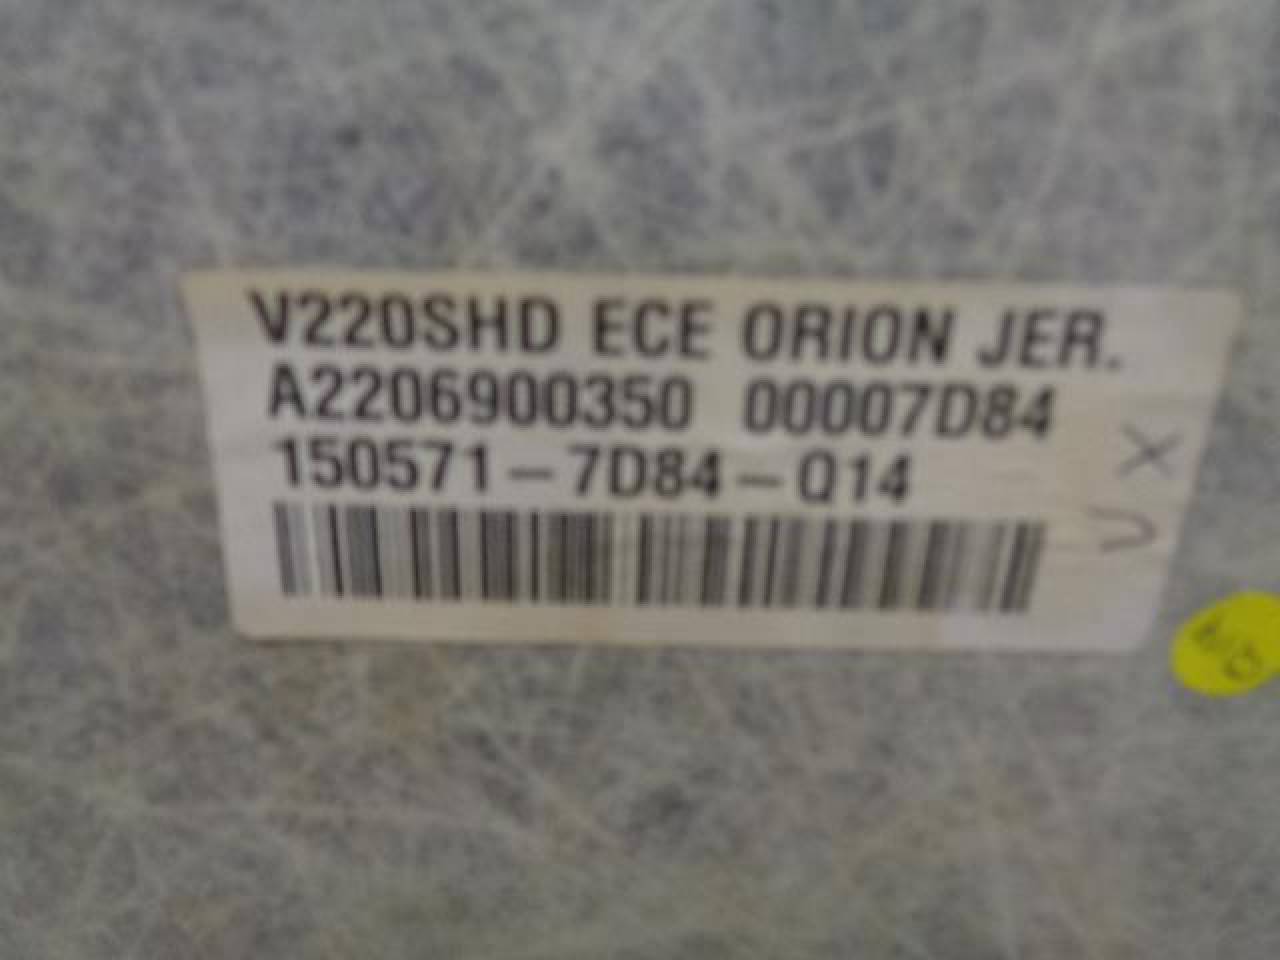 V220SHD ECE ORION JER.
A2206900350 00007D84
150571-7D84-Q14
X